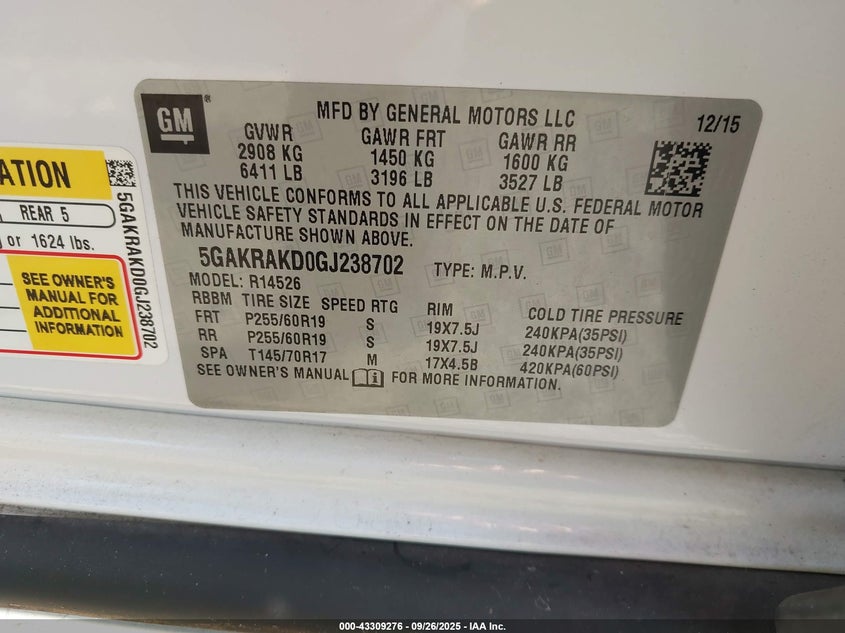 GM
MFD BY GENERAL MOTORS LLC 12/15
GVWR GAWR FRT GAWR RR
2908 KG 1450 KG 1600 KG
6411 LB 3196 LB 3527 LB
THIS VEHICLE CONFORMS TO ALL APPLICABLE U.S. FEDERAL MOTOR
VEHICLE SAFETY STANDARDS IN EFFECT ON THE DATE OF
MANUFACTURE SHOWN ABOVE.
5GAKRAKD0GJ238702 TYPE: M.P.V.
MODEL: R14526
RBBM TIRE SIZE SPEED RTG RIM COLD TIRE PRESSURE
FRT P255/60R19 S 19X7.5J 240KPA(35PSI)
RR P255/60R19 S 19X7.5J 240KPA(35PSI)
SPA T145/70R17 M 17X4.5B 420KPA(60PSI)
SEE OWNER'S MANUAL FOR MORE INFORMATION.
ATION
REAR 5
or 1624 lbs.
SEE OWNER'S
MANUAL FOR
ADDITIONAL
INFORMATION
5GAKRAKD0GJ238702
000-43309276 - 09/26/2025 - IAA Inc.